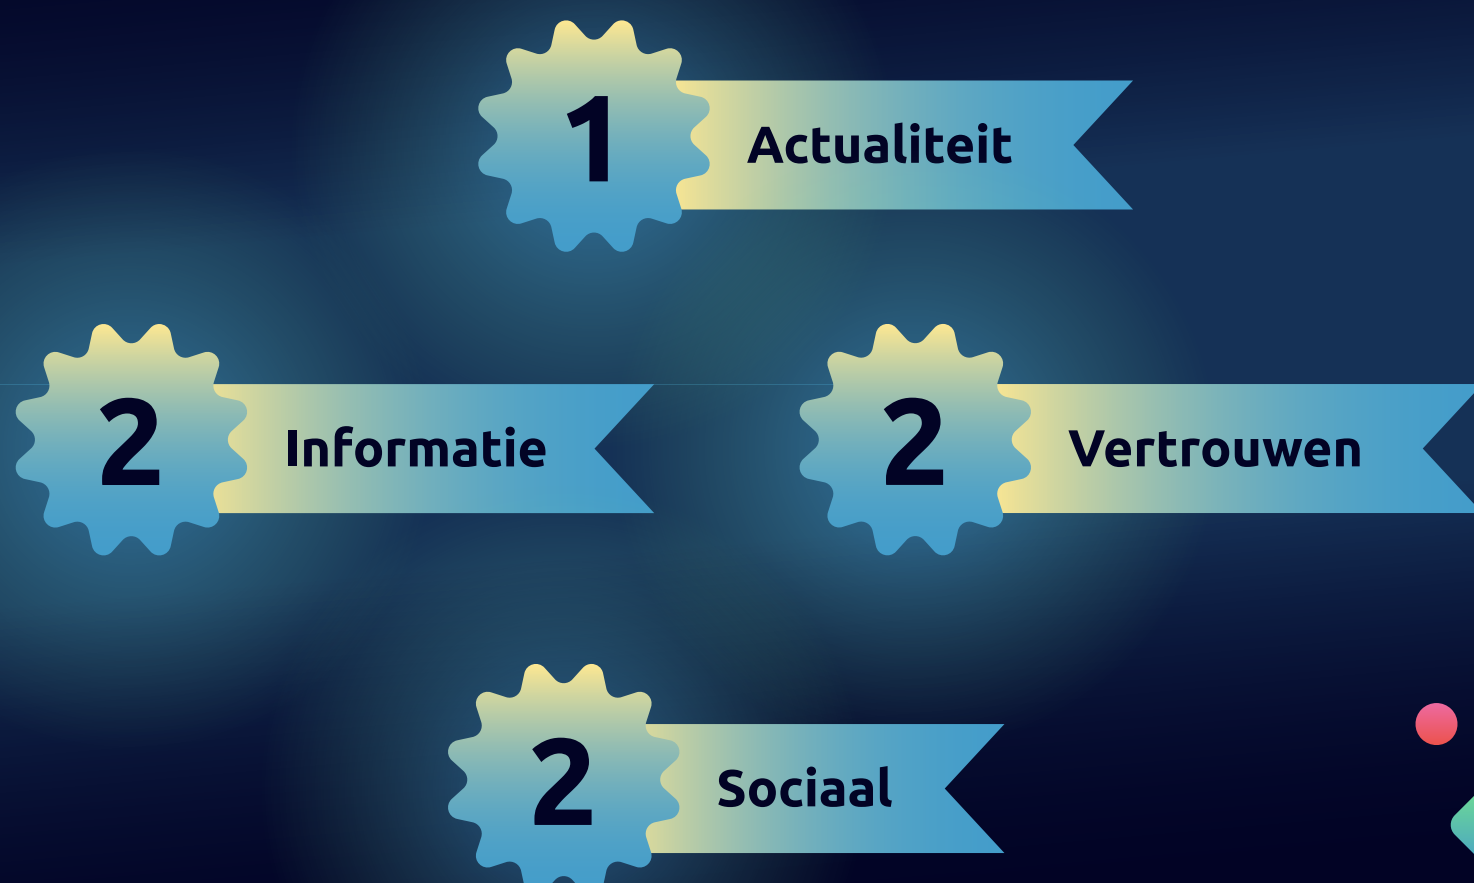 1
Actualiteit
2
Informatie
2
Vertrouwen
2
Sociaal